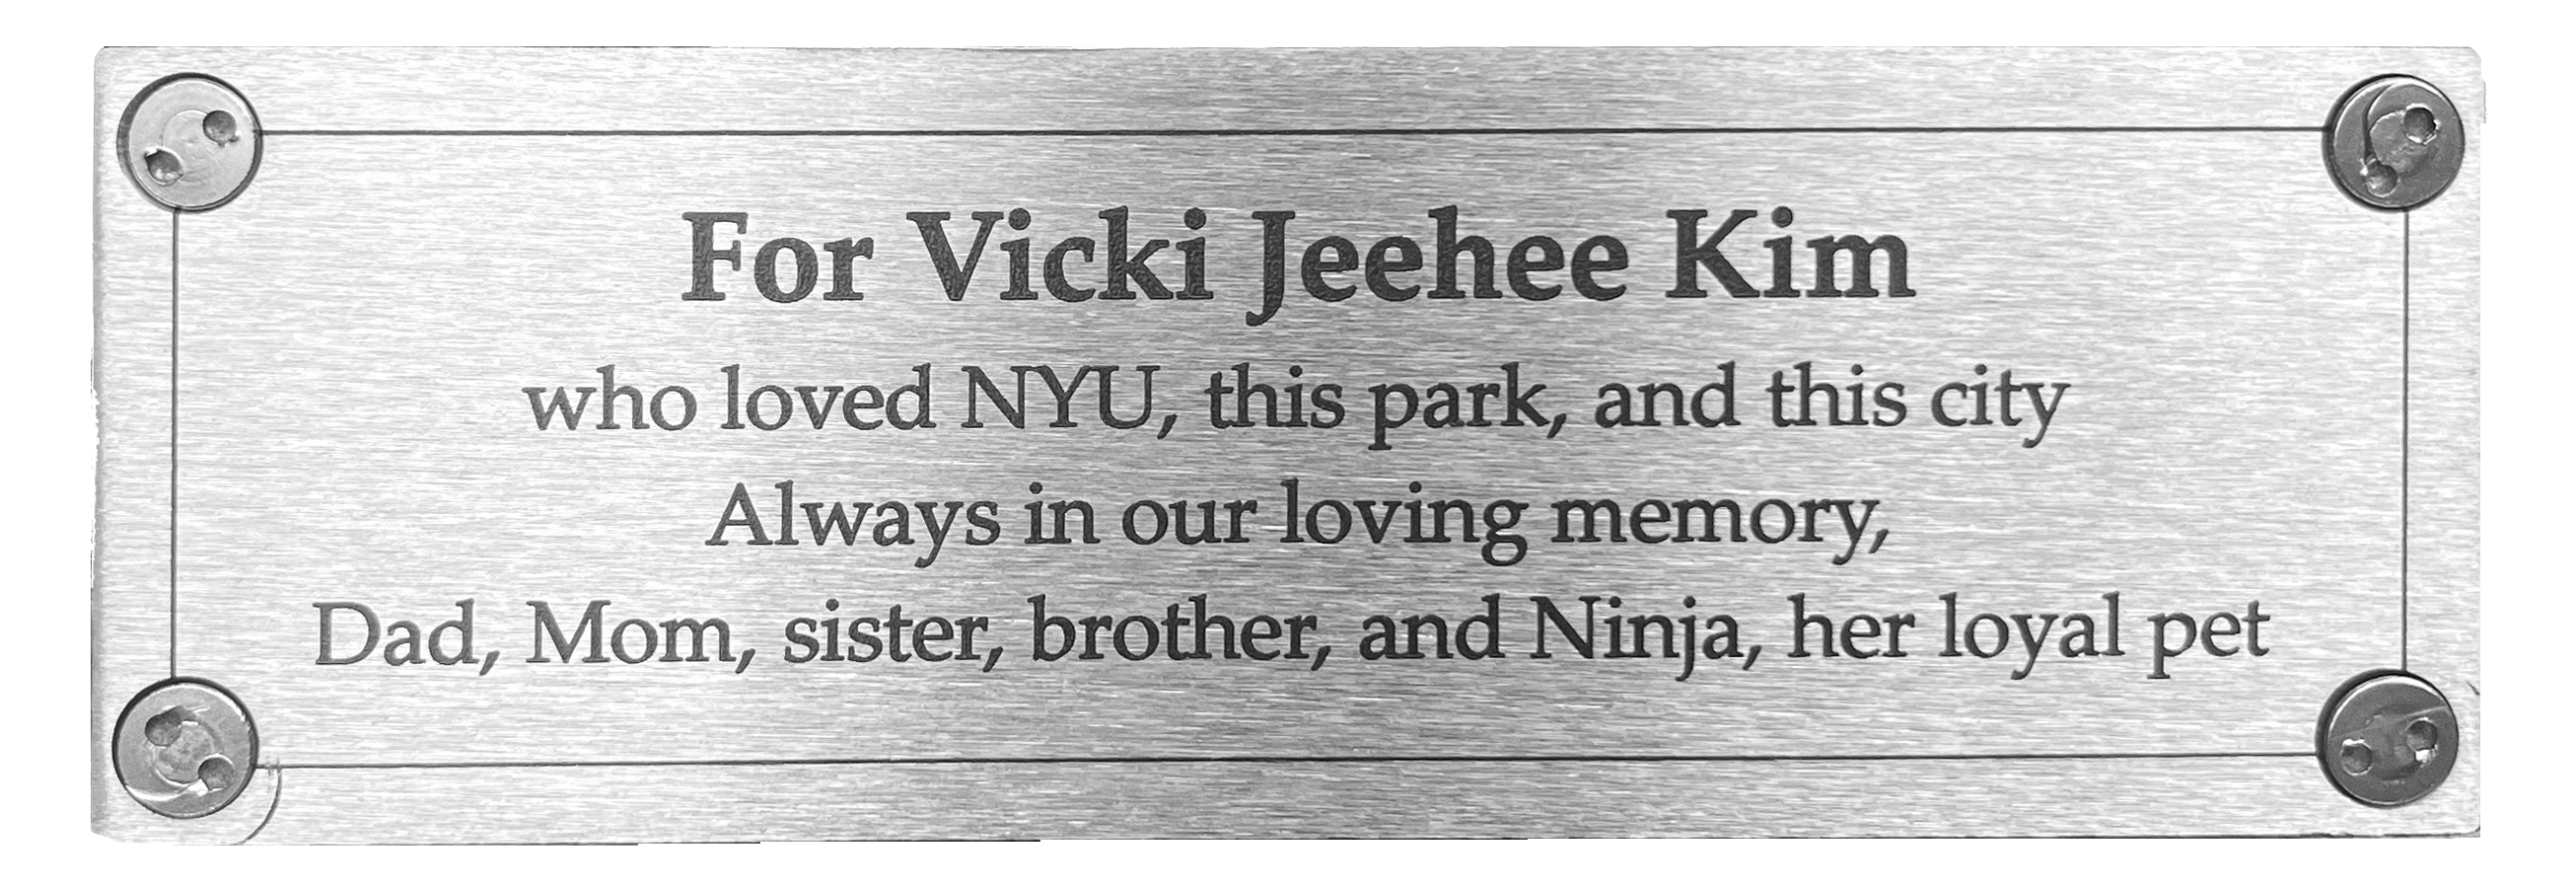 For Vicki Jeehee Kim
who loved NYU, this park, and this city
Always in our loving memory,
Dad, Mom, sister, brother, and Ninja, her loyal pet